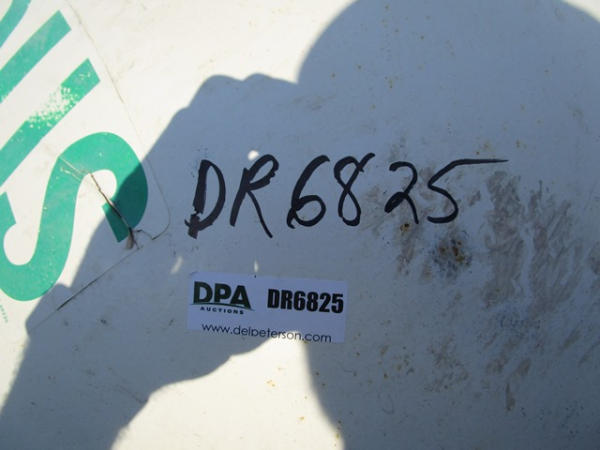 DR6825
DPA
AUCTIONS
DR6825
www.delpeterson.com